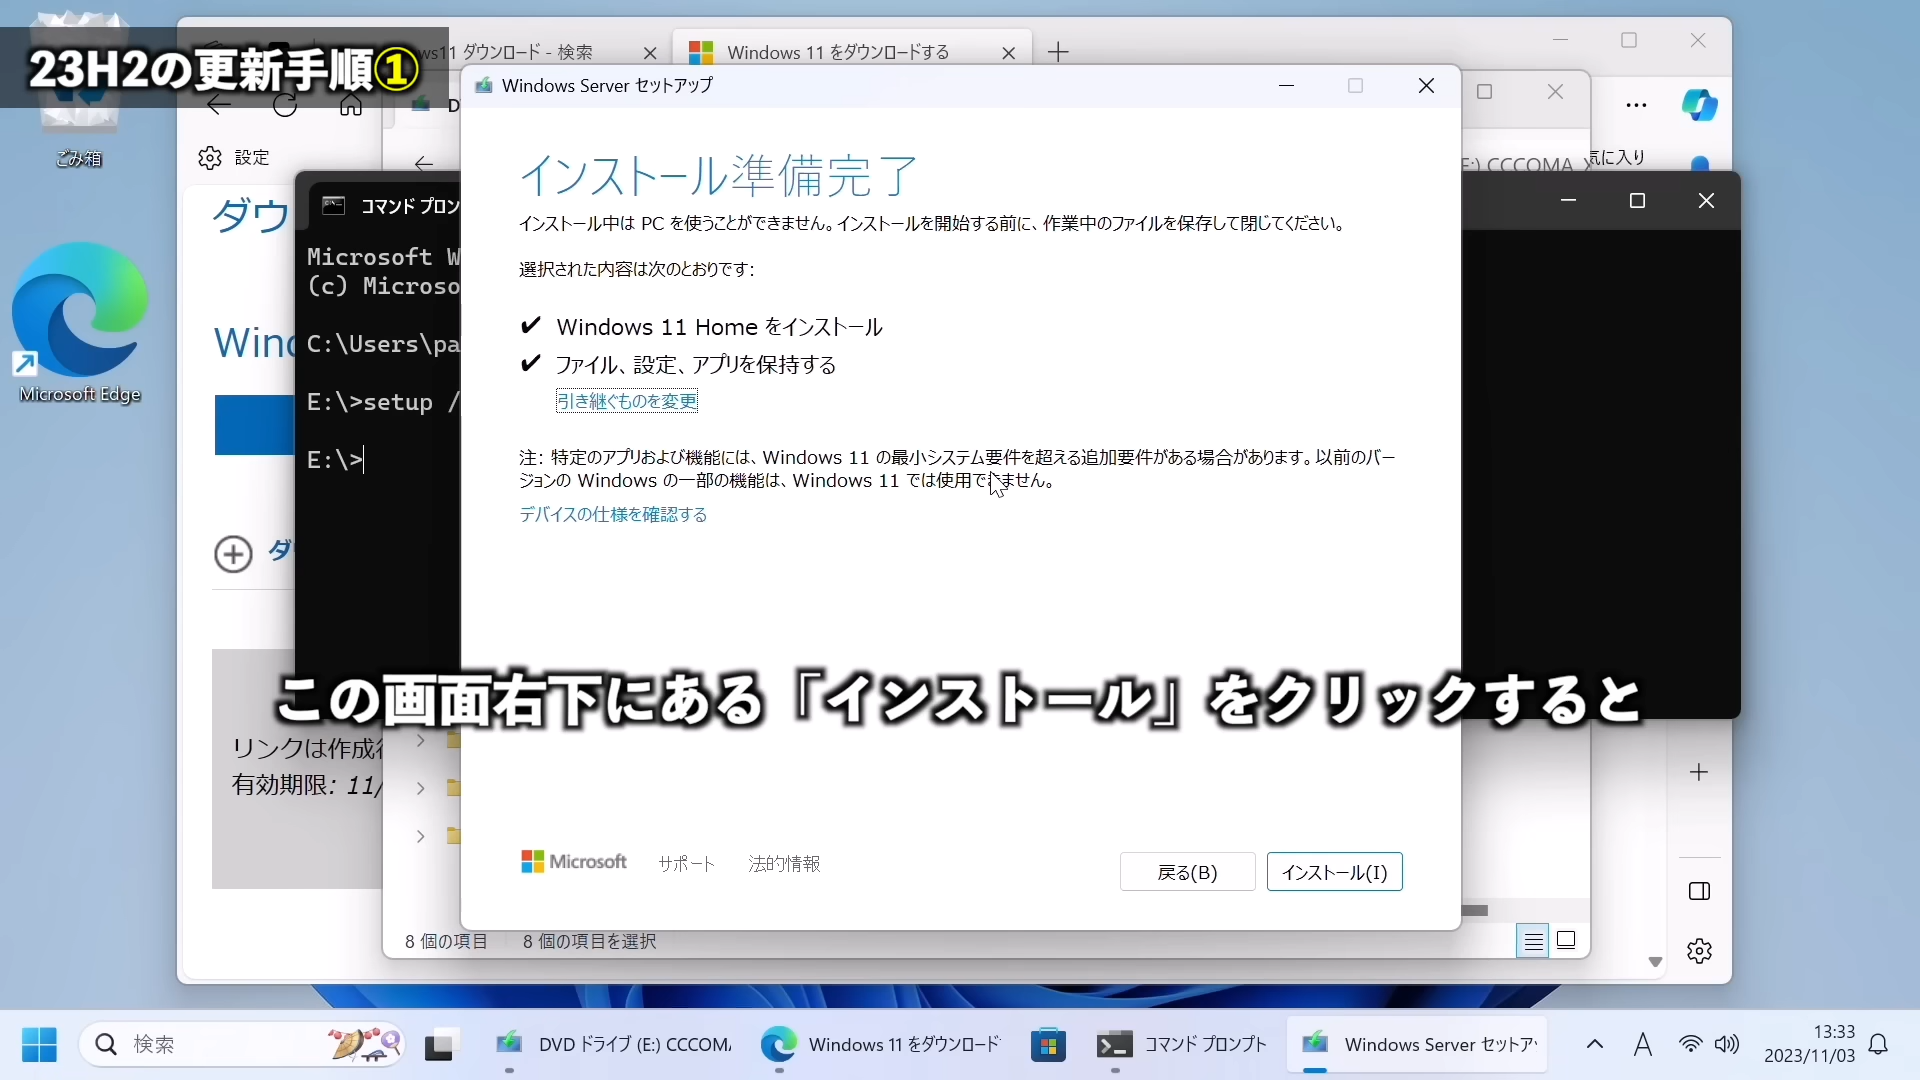 23H2の更新手順①
ws11 ダウンロード - 検索
Windows 11 をダウンロードする
ごみ箱
設定
D
E:) CCCOMA_X
気に入り
Microsoft Edge
ダウ
Wind
コマンド プロン
Microsoft W
(c) Microso
C:\Users\pa
E:\>setup /
E:\>
Windows Server セットアップ
インストール準備完了
インストール中は PC を使うことができません。インストールを開始する前に、作業中のファイルを保存して閉じてください。
選択された内容は次のとおりです:
Windows 11 Home をインストール
ファイル、設定、アプリを保持する
引き継ぐものを変更
注: 特定のアプリおよび機能には、Windows 11 の最小システム要件を超える追加要件がある場合があります。以前のバー
ジョンの Windows の一部の機能は、Windows 11 では使用できません。
デバイスの仕様を確認する
ダ
この画面右下にある『インストール』をクリックすると
リンクは作成
有効期限: 11/
Microsoft
サポート
法的情報
戻る(B)
インストール(I)
8 個の項目
8 個の項目を選択
検索
DVD ドライブ (E:) CCCOM
Windows 11 をダウンロード
コマンド プロンプト
Windows Server セットア
A
13:33
2023/11/03